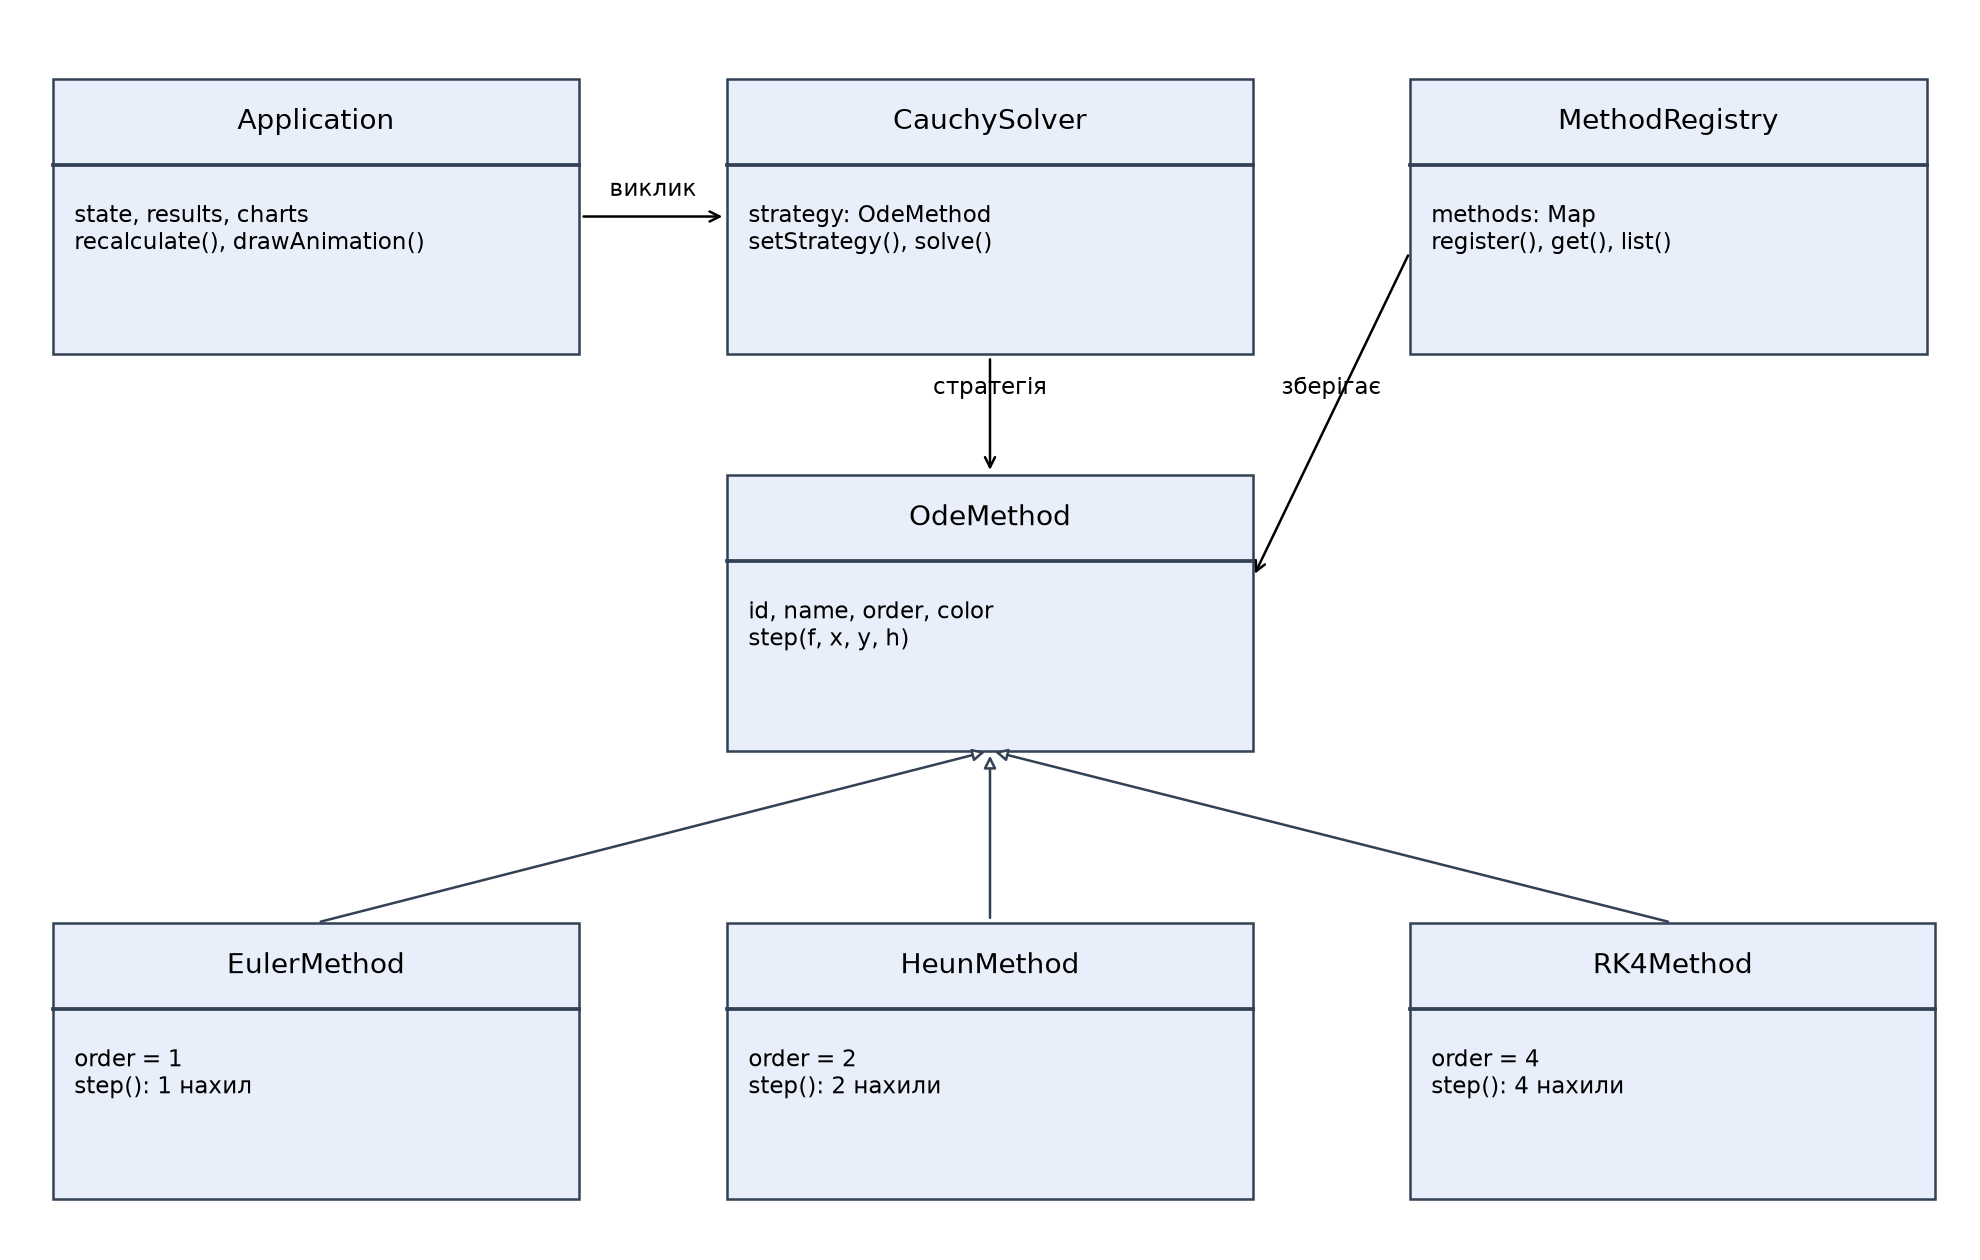 Application
state, results, charts
recalculate(), drawAnimation()
виклик
CauchySolver
strategy: OdeMethod
setStrategy(), solve()
MethodRegistry
methods: Map
register(), get(), list()
стратегія
зберігає
OdeMethod
id, name, order, color
step(f, x, y, h)
EulerMethod
order = 1
step(): 1 нахил
HeunMethod
order = 2
step(): 2 нахили
RK4Method
order = 4
step(): 4 нахили